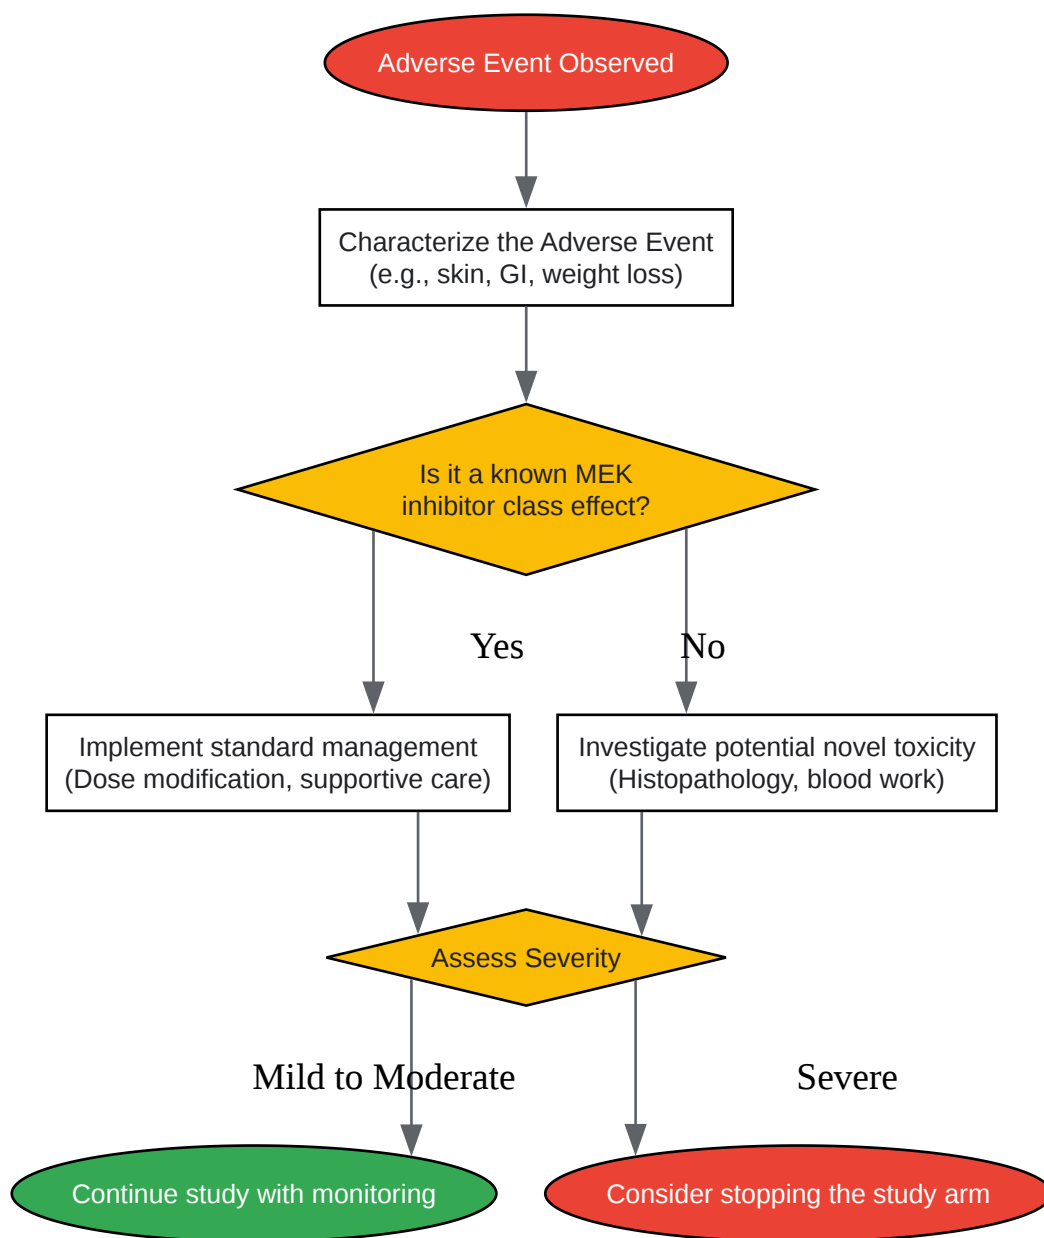 Adverse Event Observed
Characterize the Adverse Event
(e.g., skin, GI, weight loss)
Is it a known MEK
inhibitor class effect?
Yes
No
Implement standard management
(Dose modification, supportive care)
Investigate potential novel toxicity
(Histopathology, blood work)
Assess Severity
Mild to Moderate
Severe
Continue study with monitoring
Consider stopping the study arm